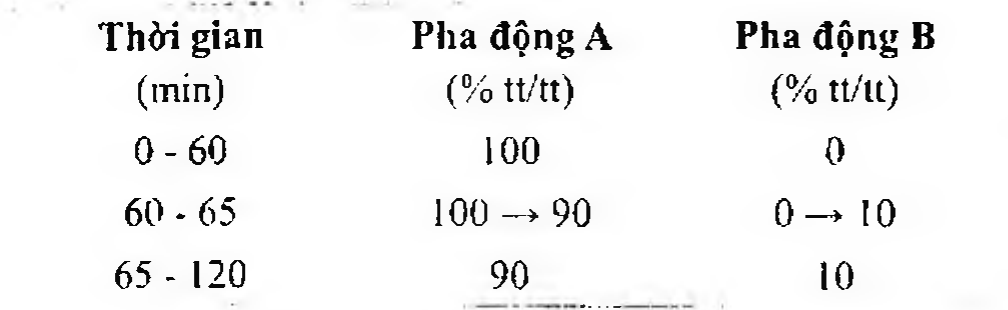 Thời gian Pha động A Pha động B
(min) (% tt/tt) (% tt/tt)
0 - 60 100 0
60 - 65 100 → 90 0 → 10
65 - 120 90 10